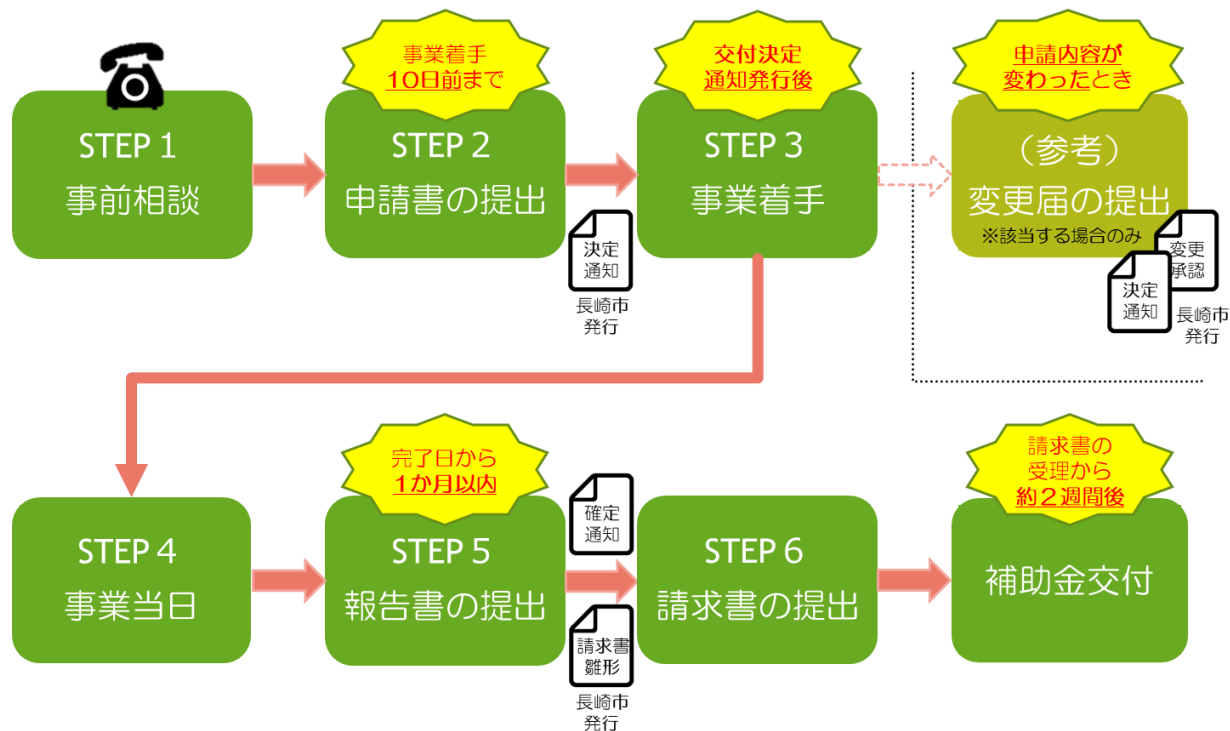 STEP 1
事前相談
事業着手
10日前まで
STEP 2
申請書の提出
決定
通知
長崎市
発行
交付決定
通知発行後
STEP 3
事業着手
申請内容が
変わったとき
(参考)
変更届の提出
※該当する場合のみ
変更
承認
決定
通知
長崎市
発行
STEP 4
事業当日
完了日から
1か月以内
STEP 5
報告書の提出
確定
通知
請求書
雛形
長崎市
発行
STEP 6
請求書の提出
請求書の
受理から
約2週間後
補助金交付